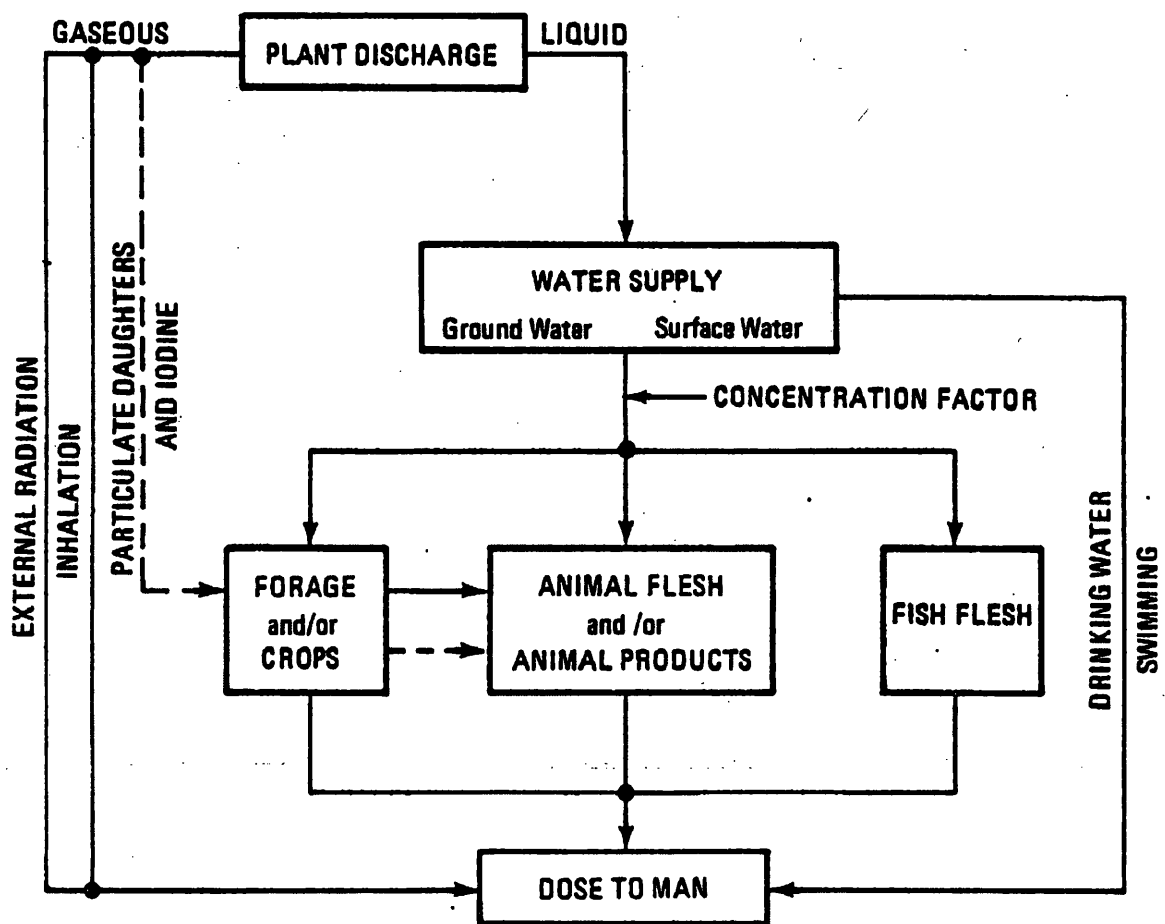 GASEOUS
PLANT DISCHARGE
LIQUID
WATER SUPPLY
Ground Water Surface Water
CONCENTRATION FACTOR
EXTERNAL RADIATION
INHALATION
PARTICULATE DAUGHTERS
AND IODINE
FORAGE
and/or
CROPS
ANIMAL FLESH
and /or
ANIMAL PRODUCTS
FISH FLESH
DRINKING WATER
SWIMMING
DOSE TO MAN